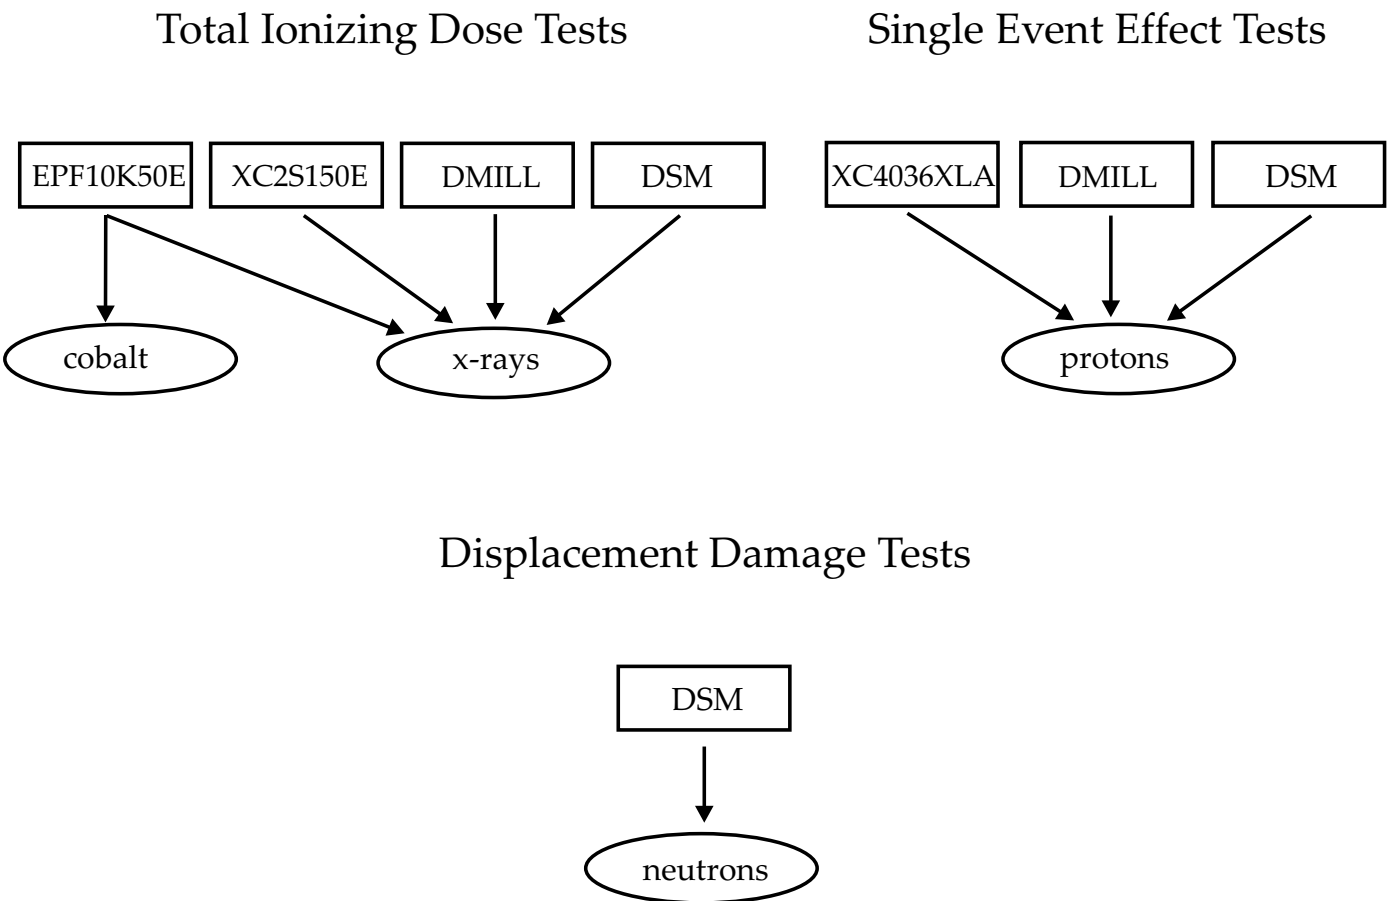 Total Ionizing Dose Tests
Single Event Effect Tests
EPF10K50E
XC2S150E
DMILL
DSM
XC4036XLA
DMILL
DSM
cobalt
x-rays
protons
Displacement Damage Tests
DSM
neutrons